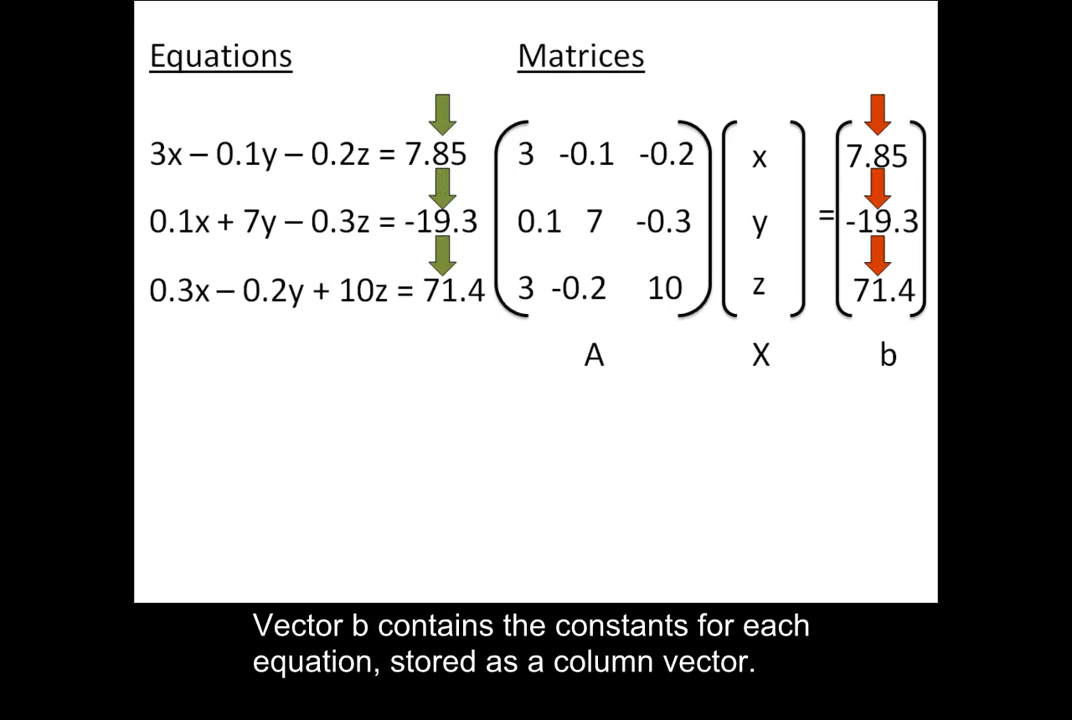 Equations Matrices
3x – 0.1y – 0.2z = 7.85 3 -0.1 -0.2 x 7.85
0.1x + 7y – 0.3z = -19.3 0.1 7 -0.3 y = -19.3
0.3x – 0.2y + 10z = 71.4 3 -0.2 10 z 71.4
A X b
Vector b contains the constants for each
equation, stored as a column vector.